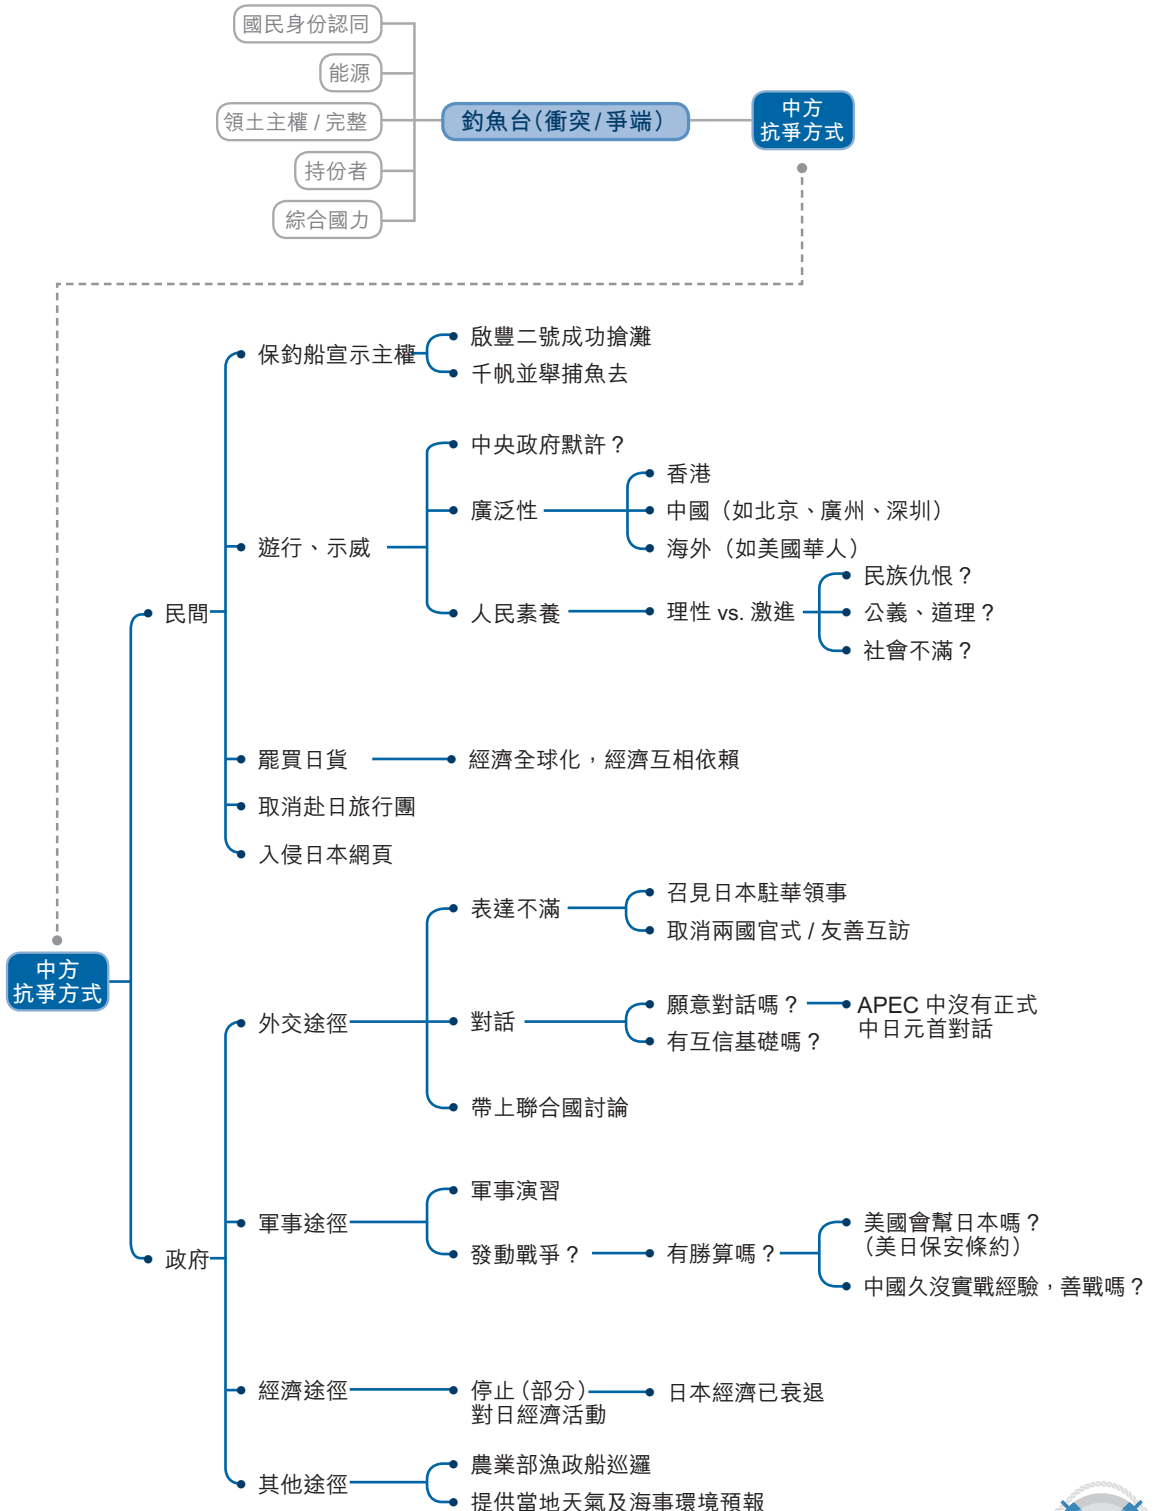 國民身份認同
能源
領土主權 / 完整
持份者
綜合國力
釣魚台（衝突/爭端）
中方
抗爭方式
保釣船宣示主權
啟豐二號成功搶灘
千帆並舉捕魚去
遊行、示威
中央政府默許？
廣泛性
香港
中國（如北京、廣州、深圳）
海外（如美國華人）
人民素養
理性 vs. 激進
民族仇恨？
公義、道理？
社會不滿？
民間
罷買日貨
經濟全球化，經濟互相依賴
取消赴日旅行團
入侵日本網頁
中方
抗爭方式
表達不滿
召見日本駐華領事
取消兩國官式 / 友善互訪
外交途徑
對話
願意對話嗎？
APEC 中沒有正式
中日元首對話
有互信基礎嗎？
帶上聯合國討論
軍事途徑
軍事演習
發動戰爭？
有勝算嗎？
美國會幫日本嗎？
（美日保安條約）
中國久沒實戰經驗，善戰嗎？
政府
經濟途徑
停止（部分）
對日經濟活動
日本經濟已衰退
其他途徑
農業部漁政船巡邏
提供當地天氣及海事環境預報